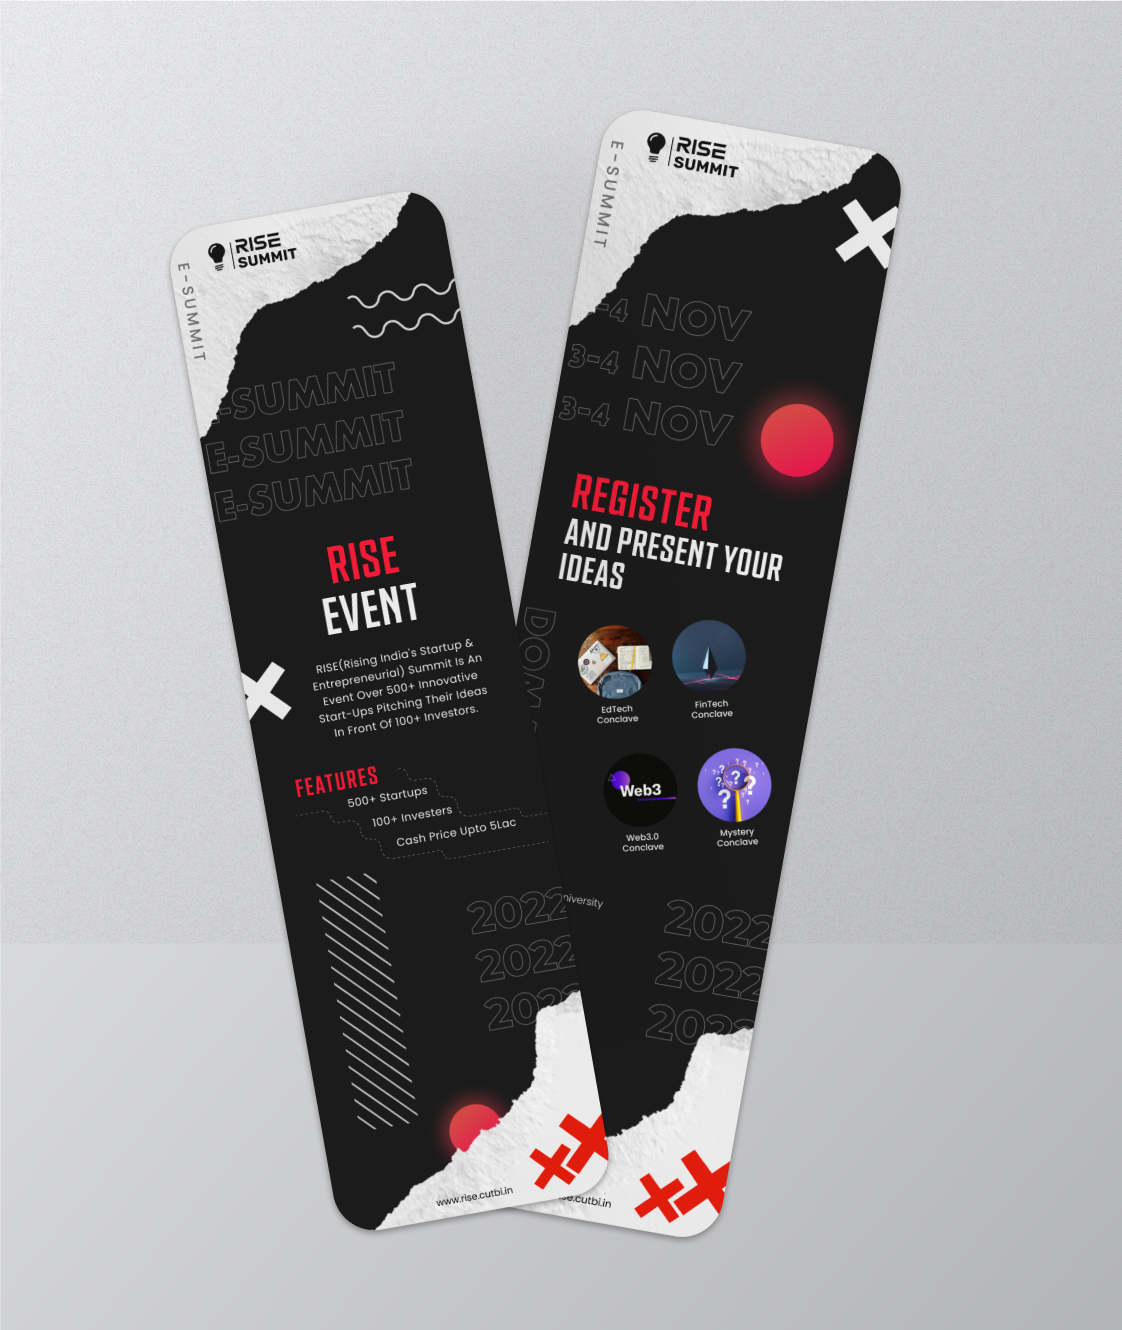 RISE
SUMMIT
E-SUMMIT
E-SUMMIT
E-SUMMIT
E-SUMMIT
RISE
EVENT
RISE(Rising India's Startup &
Entrepreneurial) Summit Is An
Event Over 500+ Innovative
Start-Ups Pitching Their Ideas
In Front Of 100+ Investors.
FEATURES
500+ Startups
100+ Investers
Cash Price Upto 5Lac
2022
2022
2022
www.rise.cutbi.in
RISE
SUMMIT
E-SUMMIT
-4 NOV
3-4 NOV
3-4 NOV
REGISTER
AND PRESENT YOUR
IDEAS
EdTech
Conclave
FinTech
Conclave
Web3
Web3.0
Conclave
? ? ?
Mystery
Conclave
niversity
2022
2022
2022
se.cutbi.in